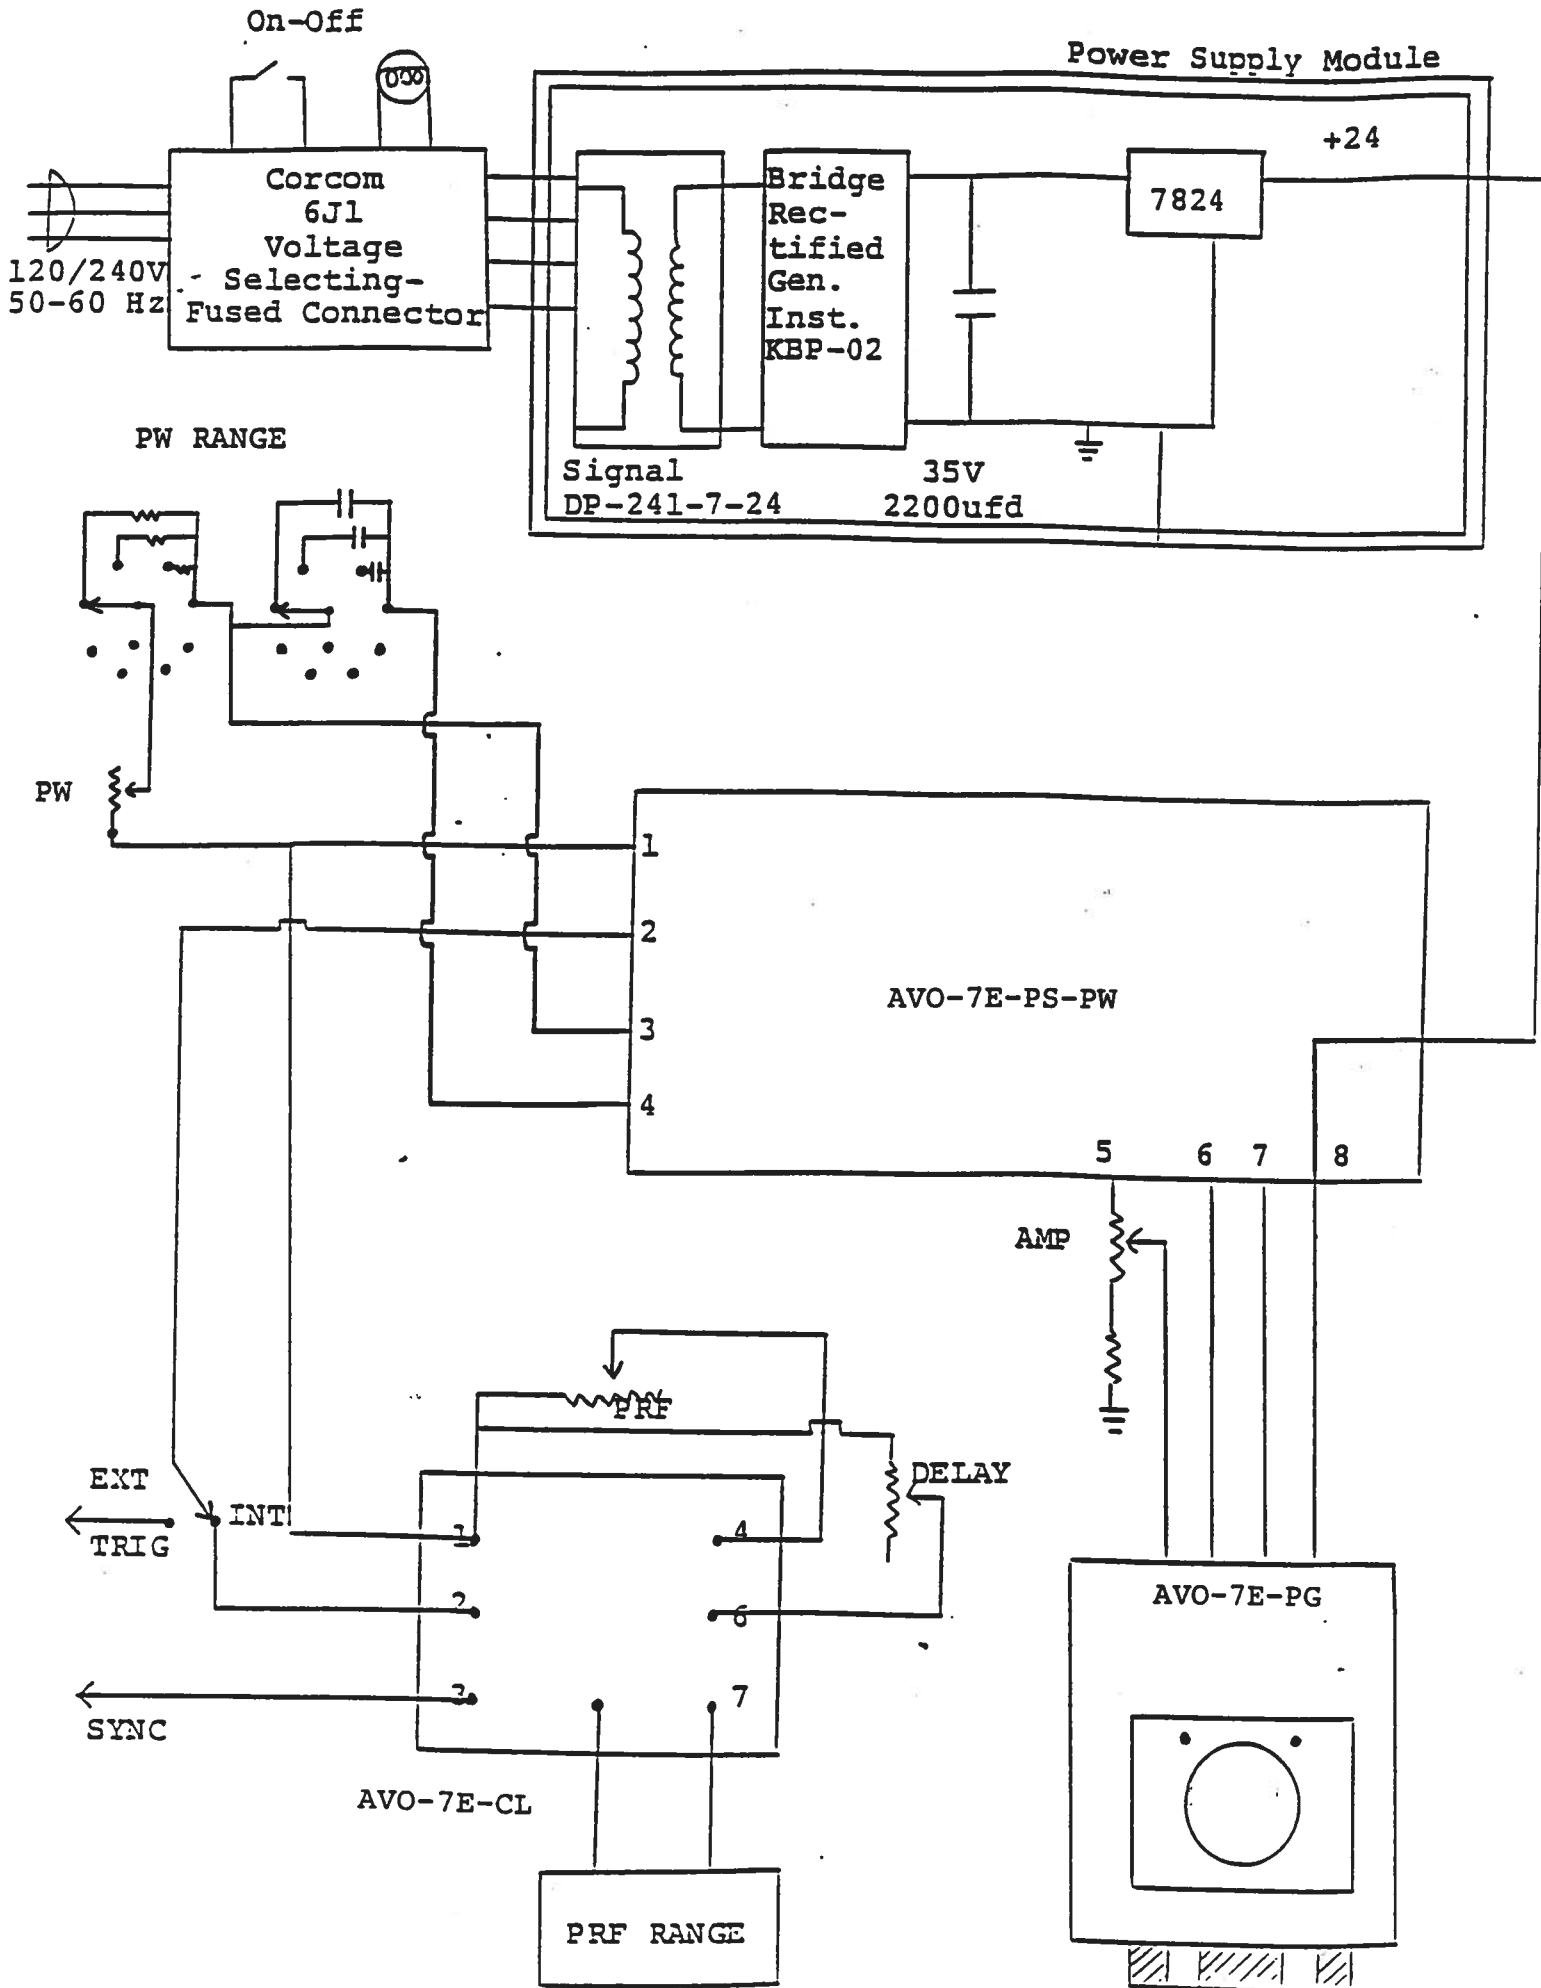 On-Off
Power Supply Module
+24
Corcom
6J1
Voltage
Selecting-
Fused Connector
120/240V
50-60 Hz
Bridge
Rec-
tified
Gen.
Inst.
KBP-02
7824
Signal
DP-241-7-24
35V
2200ufd
PW RANGE
PW
1
2
3
4
AVO-7E-PS-PW
5 6 7 8
AMP
PRF
DELAY
EXT
TRIG
INT
1
2
3
4
6
7
SYNC
AVO-7E-CL
PRF RANGE
AVO-7E-PG